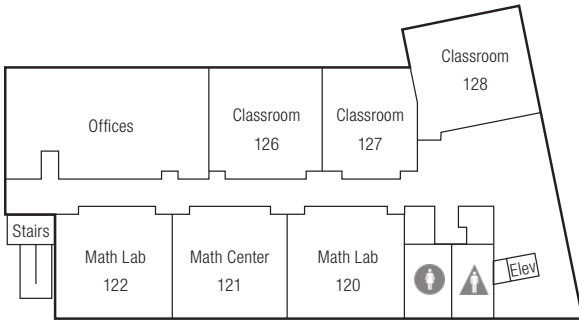 Classroom
128
Offices
Classroom
126
Classroom
127
Stairs
Math Lab
122
Math Center
121
Math Lab
120
Elev